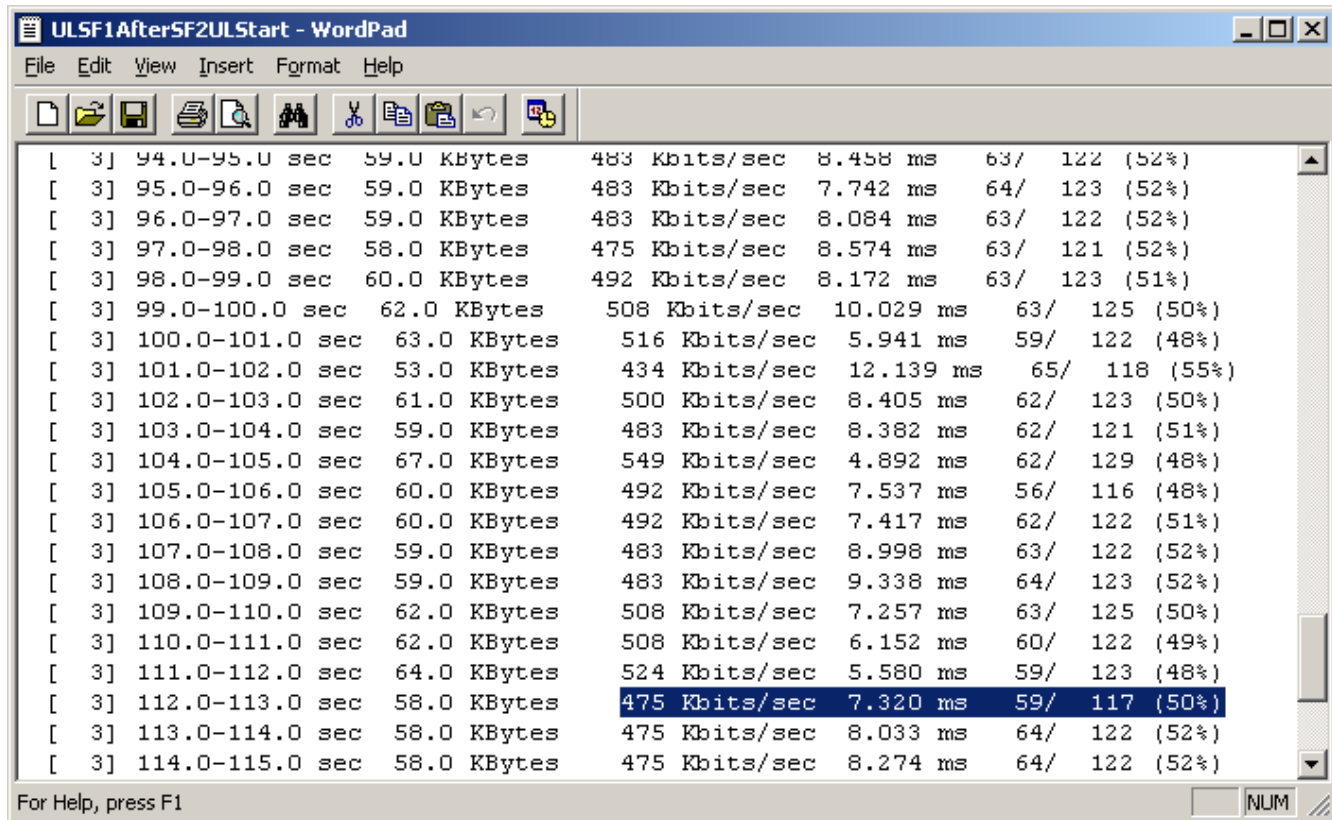 ULSF1AfterSF2ULStart - WordPad
File Edit View Insert Format Help
[ 3] 94.0-95.0 sec 59.0 KBytes 483 Kbits/sec 8.458 ms 63/ 122 (52%)
[ 3] 95.0-96.0 sec 59.0 KBytes 483 Kbits/sec 7.742 ms 64/ 123 (52%)
[ 3] 96.0-97.0 sec 59.0 KBytes 483 Kbits/sec 8.084 ms 63/ 122 (52%)
[ 3] 97.0-98.0 sec 58.0 KBytes 475 Kbits/sec 8.574 ms 63/ 121 (52%)
[ 3] 98.0-99.0 sec 60.0 KBytes 492 Kbits/sec 8.172 ms 63/ 123 (51%)
[ 3] 99.0-100.0 sec 62.0 KBytes 508 Kbits/sec 10.029 ms 63/ 125 (50%)
[ 3] 100.0-101.0 sec 63.0 KBytes 516 Kbits/sec 5.941 ms 59/ 122 (48%)
[ 3] 101.0-102.0 sec 53.0 KBytes 434 Kbits/sec 12.139 ms 65/ 118 (55%)
[ 3] 102.0-103.0 sec 61.0 KBytes 500 Kbits/sec 8.405 ms 62/ 123 (50%)
[ 3] 103.0-104.0 sec 59.0 KBytes 483 Kbits/sec 8.382 ms 62/ 121 (51%)
[ 3] 104.0-105.0 sec 67.0 KBytes 549 Kbits/sec 4.892 ms 62/ 129 (48%)
[ 3] 105.0-106.0 sec 60.0 KBytes 492 Kbits/sec 7.537 ms 56/ 116 (48%)
[ 3] 106.0-107.0 sec 60.0 KBytes 492 Kbits/sec 7.417 ms 62/ 122 (51%)
[ 3] 107.0-108.0 sec 59.0 KBytes 483 Kbits/sec 8.998 ms 63/ 122 (52%)
[ 3] 108.0-109.0 sec 59.0 KBytes 483 Kbits/sec 9.338 ms 64/ 123 (52%)
[ 3] 109.0-110.0 sec 62.0 KBytes 508 Kbits/sec 7.257 ms 63/ 125 (50%)
[ 3] 110.0-111.0 sec 62.0 KBytes 508 Kbits/sec 6.152 ms 60/ 122 (49%)
[ 3] 111.0-112.0 sec 64.0 KBytes 524 Kbits/sec 5.580 ms 59/ 123 (48%)
[ 3] 112.0-113.0 sec 58.0 KBytes 475 Kbits/sec 7.320 ms 59/ 117 (50%)
[ 3] 113.0-114.0 sec 58.0 KBytes 475 Kbits/sec 8.033 ms 64/ 122 (52%)
[ 3] 114.0-115.0 sec 58.0 KBytes 475 Kbits/sec 8.274 ms 64/ 122 (52%)
For Help, press F1 NUM